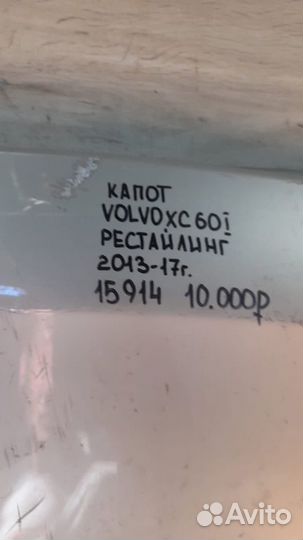 КАПОТ
VOLVO XC 60 I
РЕСТАЙЛИНГ
2013-17г.
15914 10.000р
Avito